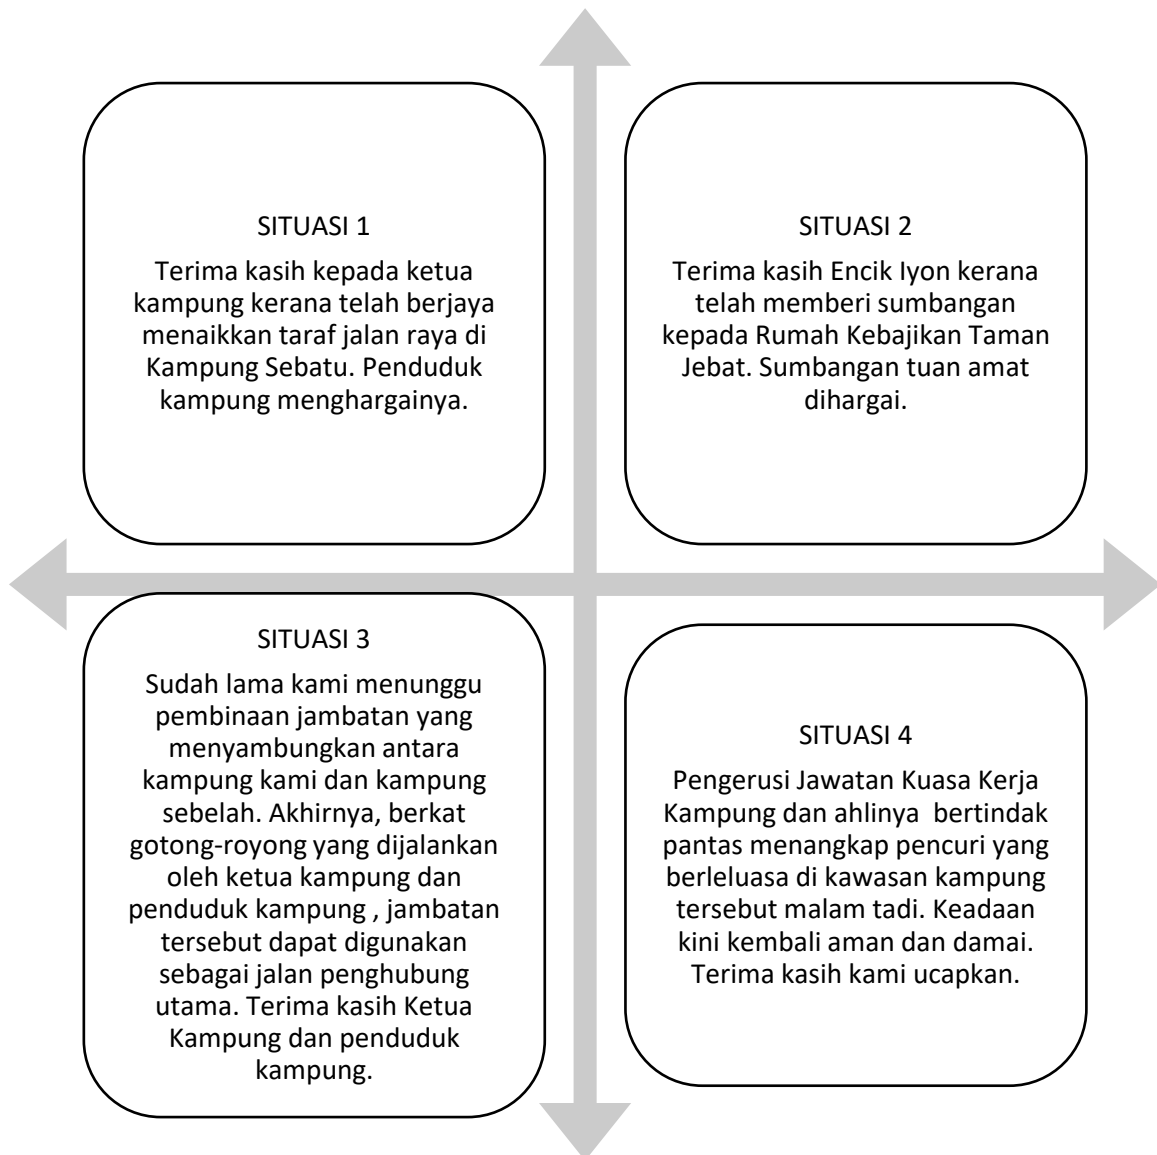 SITUASI 1
Terima kasih kepada ketua
kampung kerana telah berjaya
menaikkan taraf jalan raya di
Kampung Sebatu. Penduduk
kampung menghargainya.
SITUASI 2
Terima kasih Encik Iyon kerana
telah memberi sumbangan
kepada Rumah Kebajikan Taman
Jebat. Sumbangan tuan amat
dihargai.
SITUASI 3
Sudah lama kami menunggu
pembinaan jambatan yang
menyambungkan antara
kampung kami dan kampung
sebelah. Akhirnya, berkat
gotong-royong yang dijalankan
oleh ketua kampung dan
penduduk kampung , jambatan
tersebut dapat digunakan
sebagai jalan penghubung
utama. Terima kasih Ketua
Kampung dan penduduk
kampung.
SITUASI 4
Pengerusi Jawatan Kuasa Kerja
Kampung dan ahlinya  bertindak
pantas menangkap pencuri yang
berleluasa di kawasan kampung
tersebut malam tadi. Keadaan
kini kembali aman dan damai.
Terima kasih kami ucapkan.